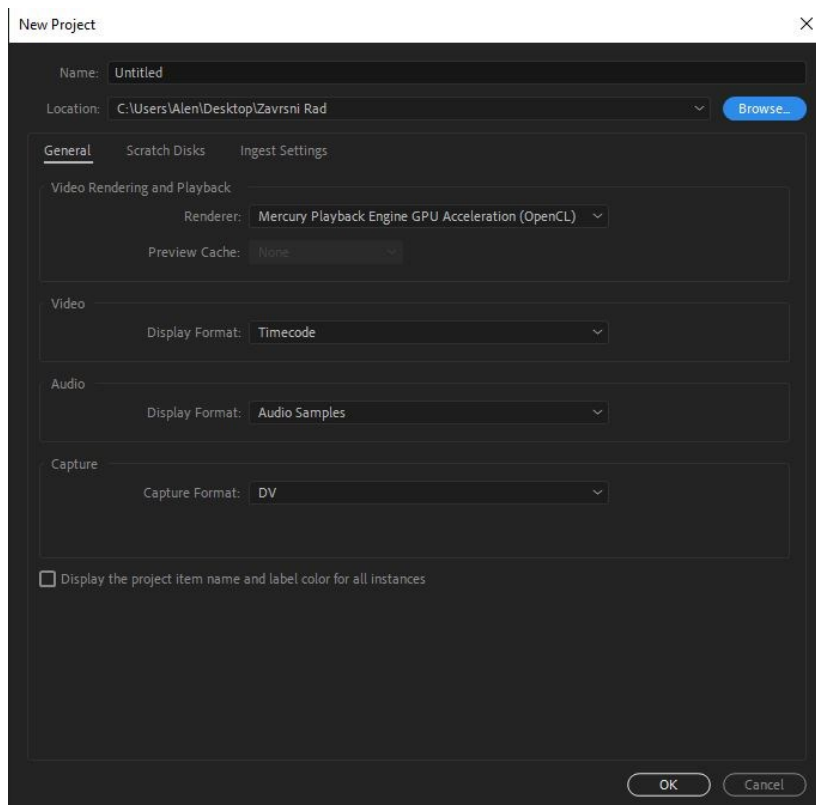 New Project
Name: Untitled
Location: C:\Users\Alen\Desktop\Zavrsni Rad Browse...
General Scratch Disks Ingest Settings
Video Rendering and Playback
Renderer: Mercury Playback Engine GPU Acceleration (OpenCL)
Preview Cache: None
Video
Display Format: Timecode
Audio
Display Format: Audio Samples
Capture
Capture Format: DV
Display the project item name and label color for all instances
OK Cancel